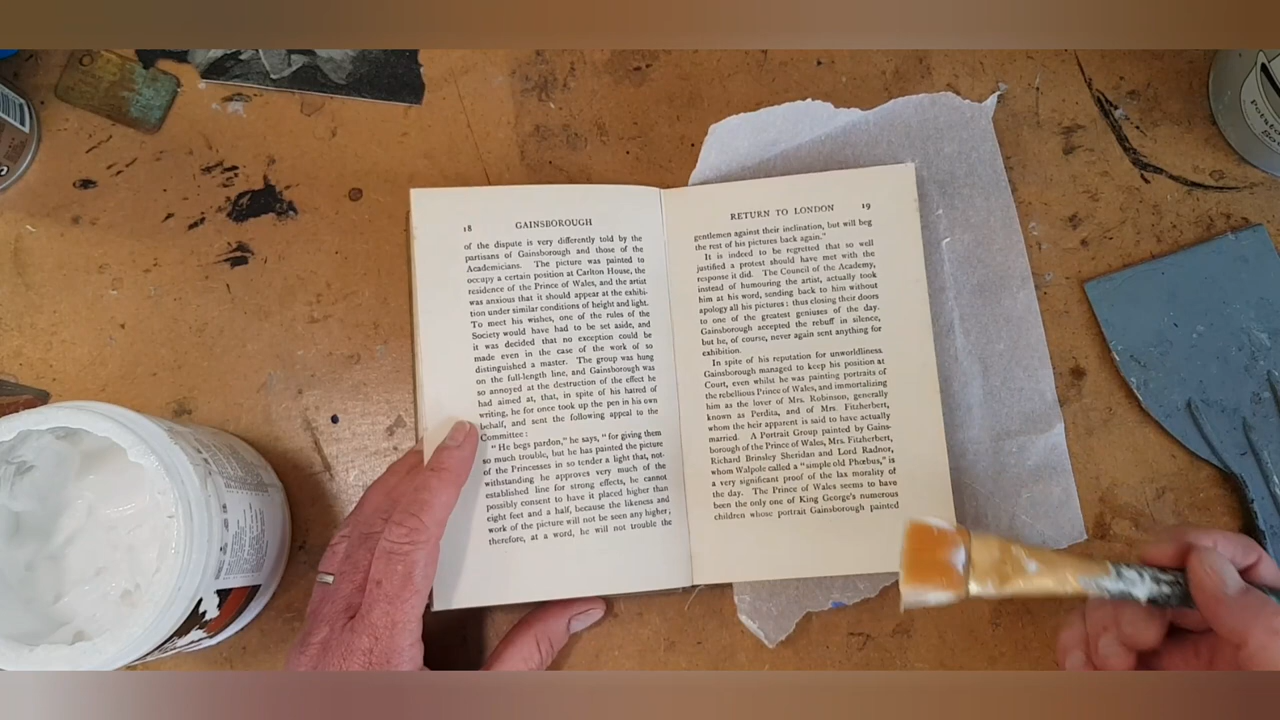 18 GAINSBOROUGH
of the dispute is very differently told by the
partisans of Gainsborough and those of the
Academicians. The picture was painted to
occupy a certain position at Carlton House, the
residence of the Prince of Wales, and the artist
was anxious that it should appear at the exhibi-
tion under similar conditions of height and light.
To meet his wishes, one of the rules of the
Society would have had to be set aside, and
it was decided that no exception could be
made even in the case of the work of so
distinguished a master. The group was hung
on the full-length line, and Gainsborough was
so annoyed at the destruction of the effect he
had aimed at, that, in spite of his hatred of
writing, he for once took up the pen in his own
behalf, and sent the following appeal to the
Committee:
"He begs pardon," he says, "for giving them
so much trouble, but he has painted the picture
of the Princesses in so tender a light that, not-
withstanding he approves very much of the
established line for strong effects, he cannot
possibly consent to have it placed higher than
eight feet and a half, because the likeness and
work of the picture will not be seen any higher,
therefore, at a word, he will not trouble the
RETURN TO LONDON 19
gentlemen against their inclination, but will beg
the rest of his pictures back again."
It is indeed to be regretted that so well
justified a protest should have met with the
response it did. The Council of the Academy,
instead of humouring the artist, actually took
him at his word, sending back to him without
apology all his pictures: thus closing their doors
to one of the greatest geniuses of the day.
Gainsborough accepted the rebuff in silence,
but he, of course, never again sent anything for
exhibition.
In spite of his reputation for unworldliness
Gainsborough managed to keep his position at
Court, even whilst he was painting portraits of
the rebellious Prince of Wales, and immortalizing
him as the lover of Mrs. Robinson, generally
known as Perdita, and of Mrs. Fitzherbert,
whom the heir apparent is said to have actually
married. A Portrait Group painted by Gains-
borough of the Prince of Wales, Mrs. Fitzherbert,
Richard Brinsley Sheridan and Lord Radnor,
whom Walpole called a "simple old Phœbus," is
a very significant proof of the lax morality of
the day. The Prince of Wales seems to have
been the only one of King George's numerous
children whose portrait Gainsborough painted